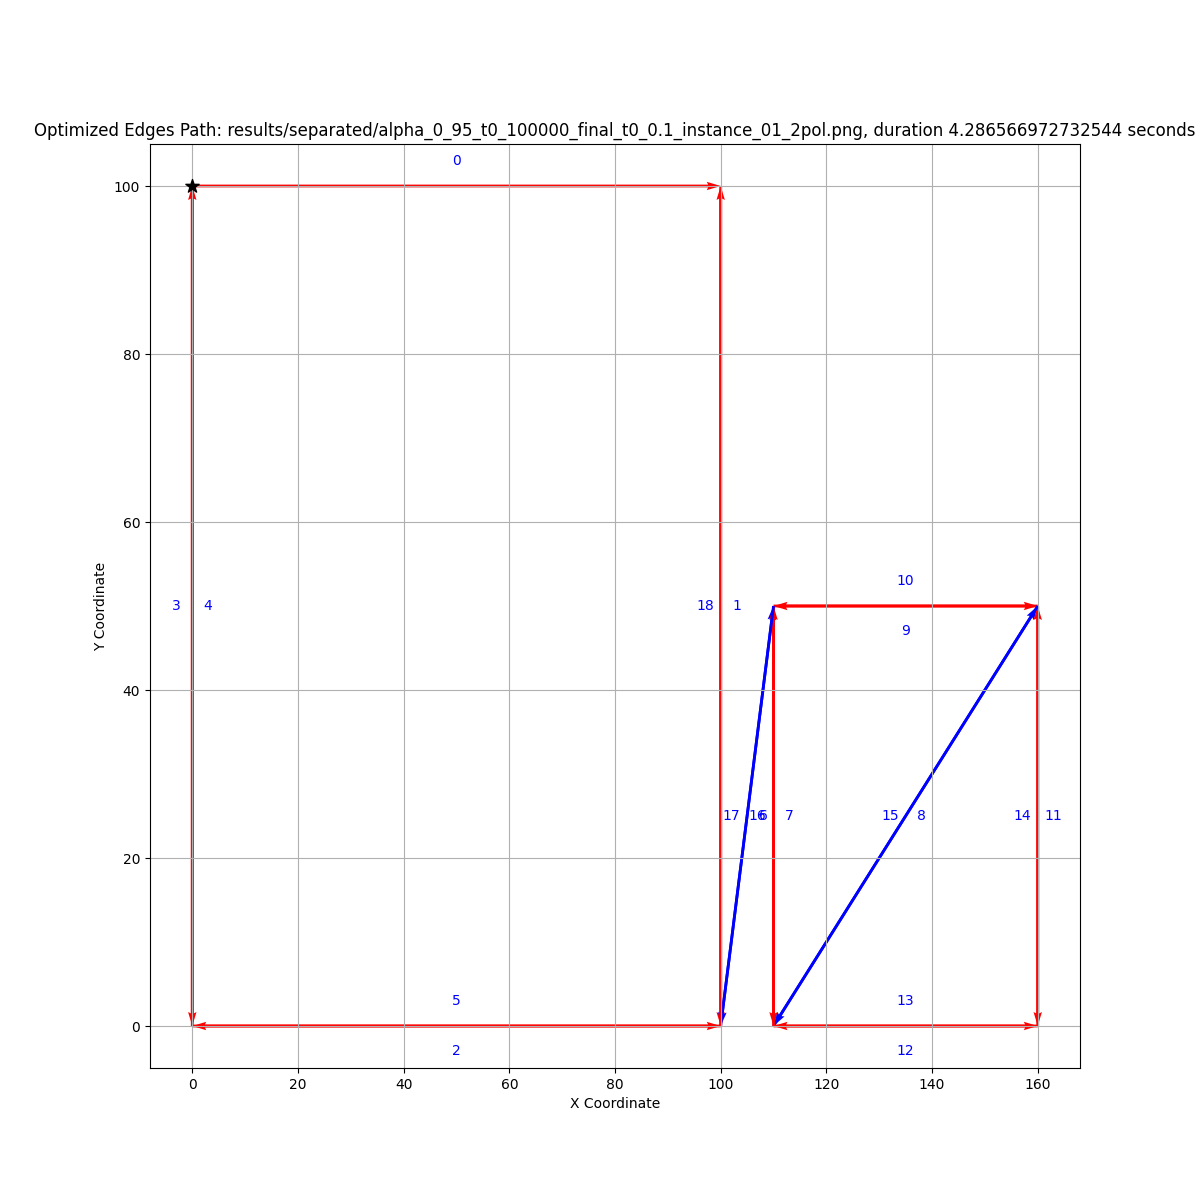 Optimized Edges Path: results/separated/alpha_0_95_t0_100000_final_t0_0.1_instance_01_2pol.png, duration 4.286566972732544 seconds
0
100
80
60
3 4 18 1
10
9
40
17 16 6 7 15 8 14 11
20
5 13
0
2 12
0 20 40 60 80 100 120 140 160
X Coordinate
Y Coordinate